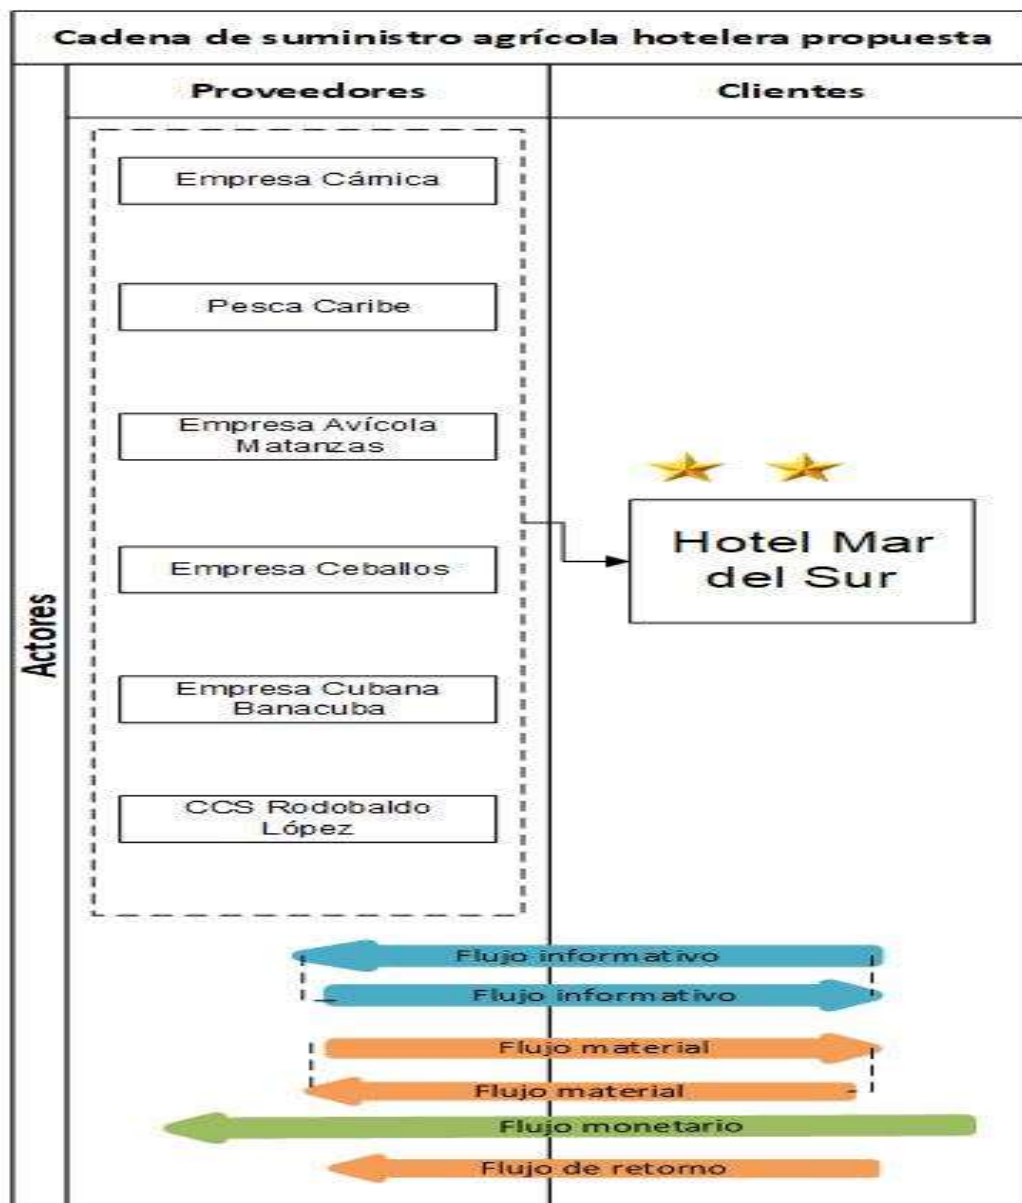 Cadena de suministro agrícola hotelera propuesta
Proveedores
Clientes
Actores
Empresa Cárnica
Pesca Caribe
Empresa Avícola
Matanzas
Empresa Ceballos
Empresa Cubana
Banacuba
CCS Rodobaldo
López
Hotel Mar
del Sur
Flujo informativo
Flujo informativo
Flujo material
Flujo material
Flujo monetario
Flujo de retorno